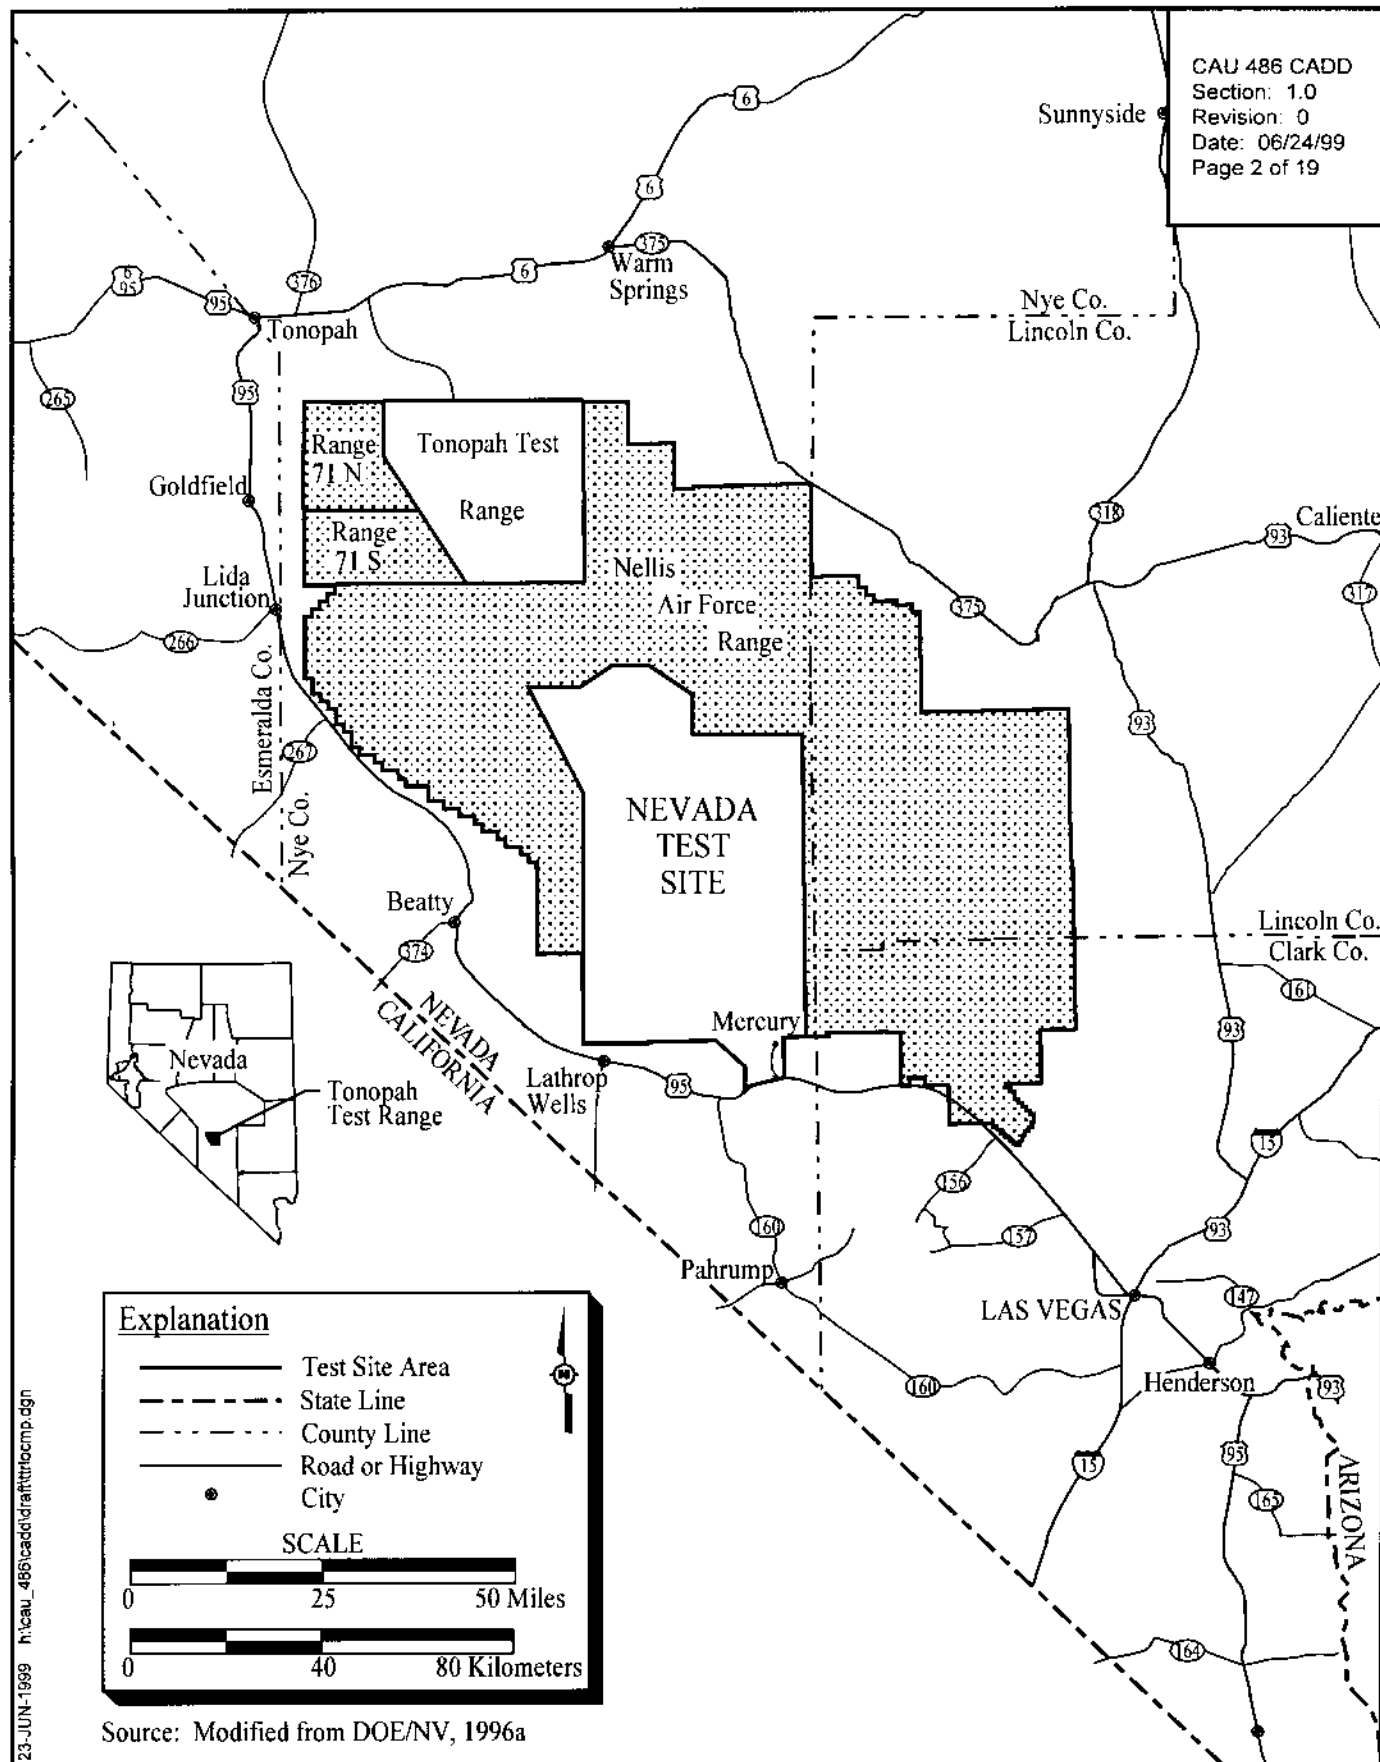 CAU 486 CADD
Section: 1.0
Revision: 0
Date: 06/24/99
Page 2 of 19
Sunnyside
6
6
375
Warm
Springs
6
6
95
95
376
Tonopah
Nye Co.
Lincoln Co.
265
95
Range
71 N
Tonopah Test
Range
Goldfield
Range
71 S
318
93
Caliente
Nellis
Air Force
Range
Lida
Junction
375
317
266
Esmeralda Co.
Nye Co.
267
93
NEVADA
TEST
SITE
Beatty
374
Lincoln Co.
Clark Co.
161
NEVADA
CALIFORNIA
Mercury
93
Nevada
Tonopah
Test Range
Lathrop
Wells
95
15
156
157
160
93
Pahrump
LAS VEGAS
147
160
Henderson
93
15
95
165
ARIZONA
164
Explanation
Test Site Area
State Line
County Line
Road or Highway
City
N
SCALE
0 25 50 Miles
0 40 80 Kilometers
Source: Modified from DOE/NV, 1996a
23-JUN-1999 h:\cau_486\cadd\draft\ttrlocmp.dgn